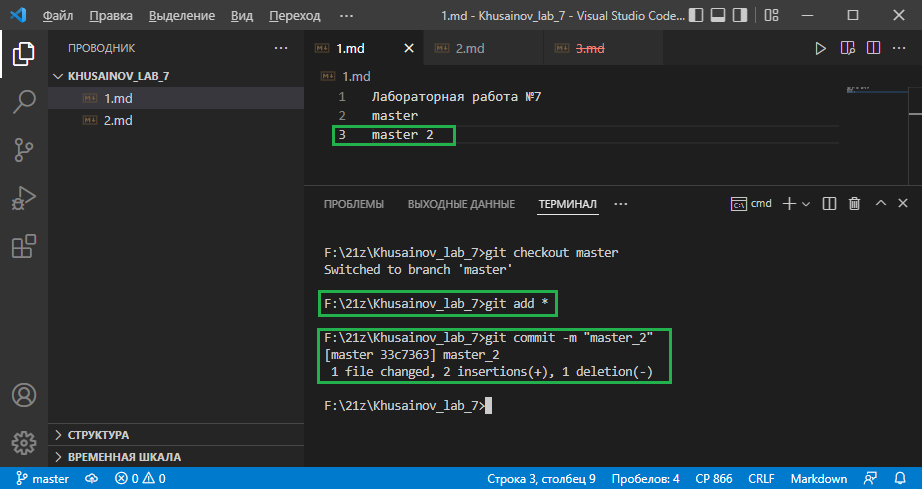 Файл Правка Выделение Вид Переход ··· 1.md - Khusainov_lab_7 - Visual Studio Code...
ПРОВОДНИК ···
1.md 2.md 3.md ···
KHUSAINOV_LAB_7
1.md
2.md
1.md
1 Лабораторная работа №7
2 master
3 master 2
ПРОБЛЕМЫ ВЫХОДНЫЕ ДАННЫЕ ТЕРМИНАЛ ··· cmd
F:\21z\Khusainov_lab_7>git checkout master
Switched to branch 'master'
F:\21z\Khusainov_lab_7>git add *
F:\21z\Khusainov_lab_7>git commit -m "master_2"
[master 33c7363] master_2
1 file changed, 2 insertions(+), 1 deletion(-)
F:\21z\Khusainov_lab_7>
СТРУКТУРА
ВРЕМЕННАЯ ШКАЛА
master 0 0 Строка 3, столбец 9 Пробелов: 4 CP 866 CRLF Markdown